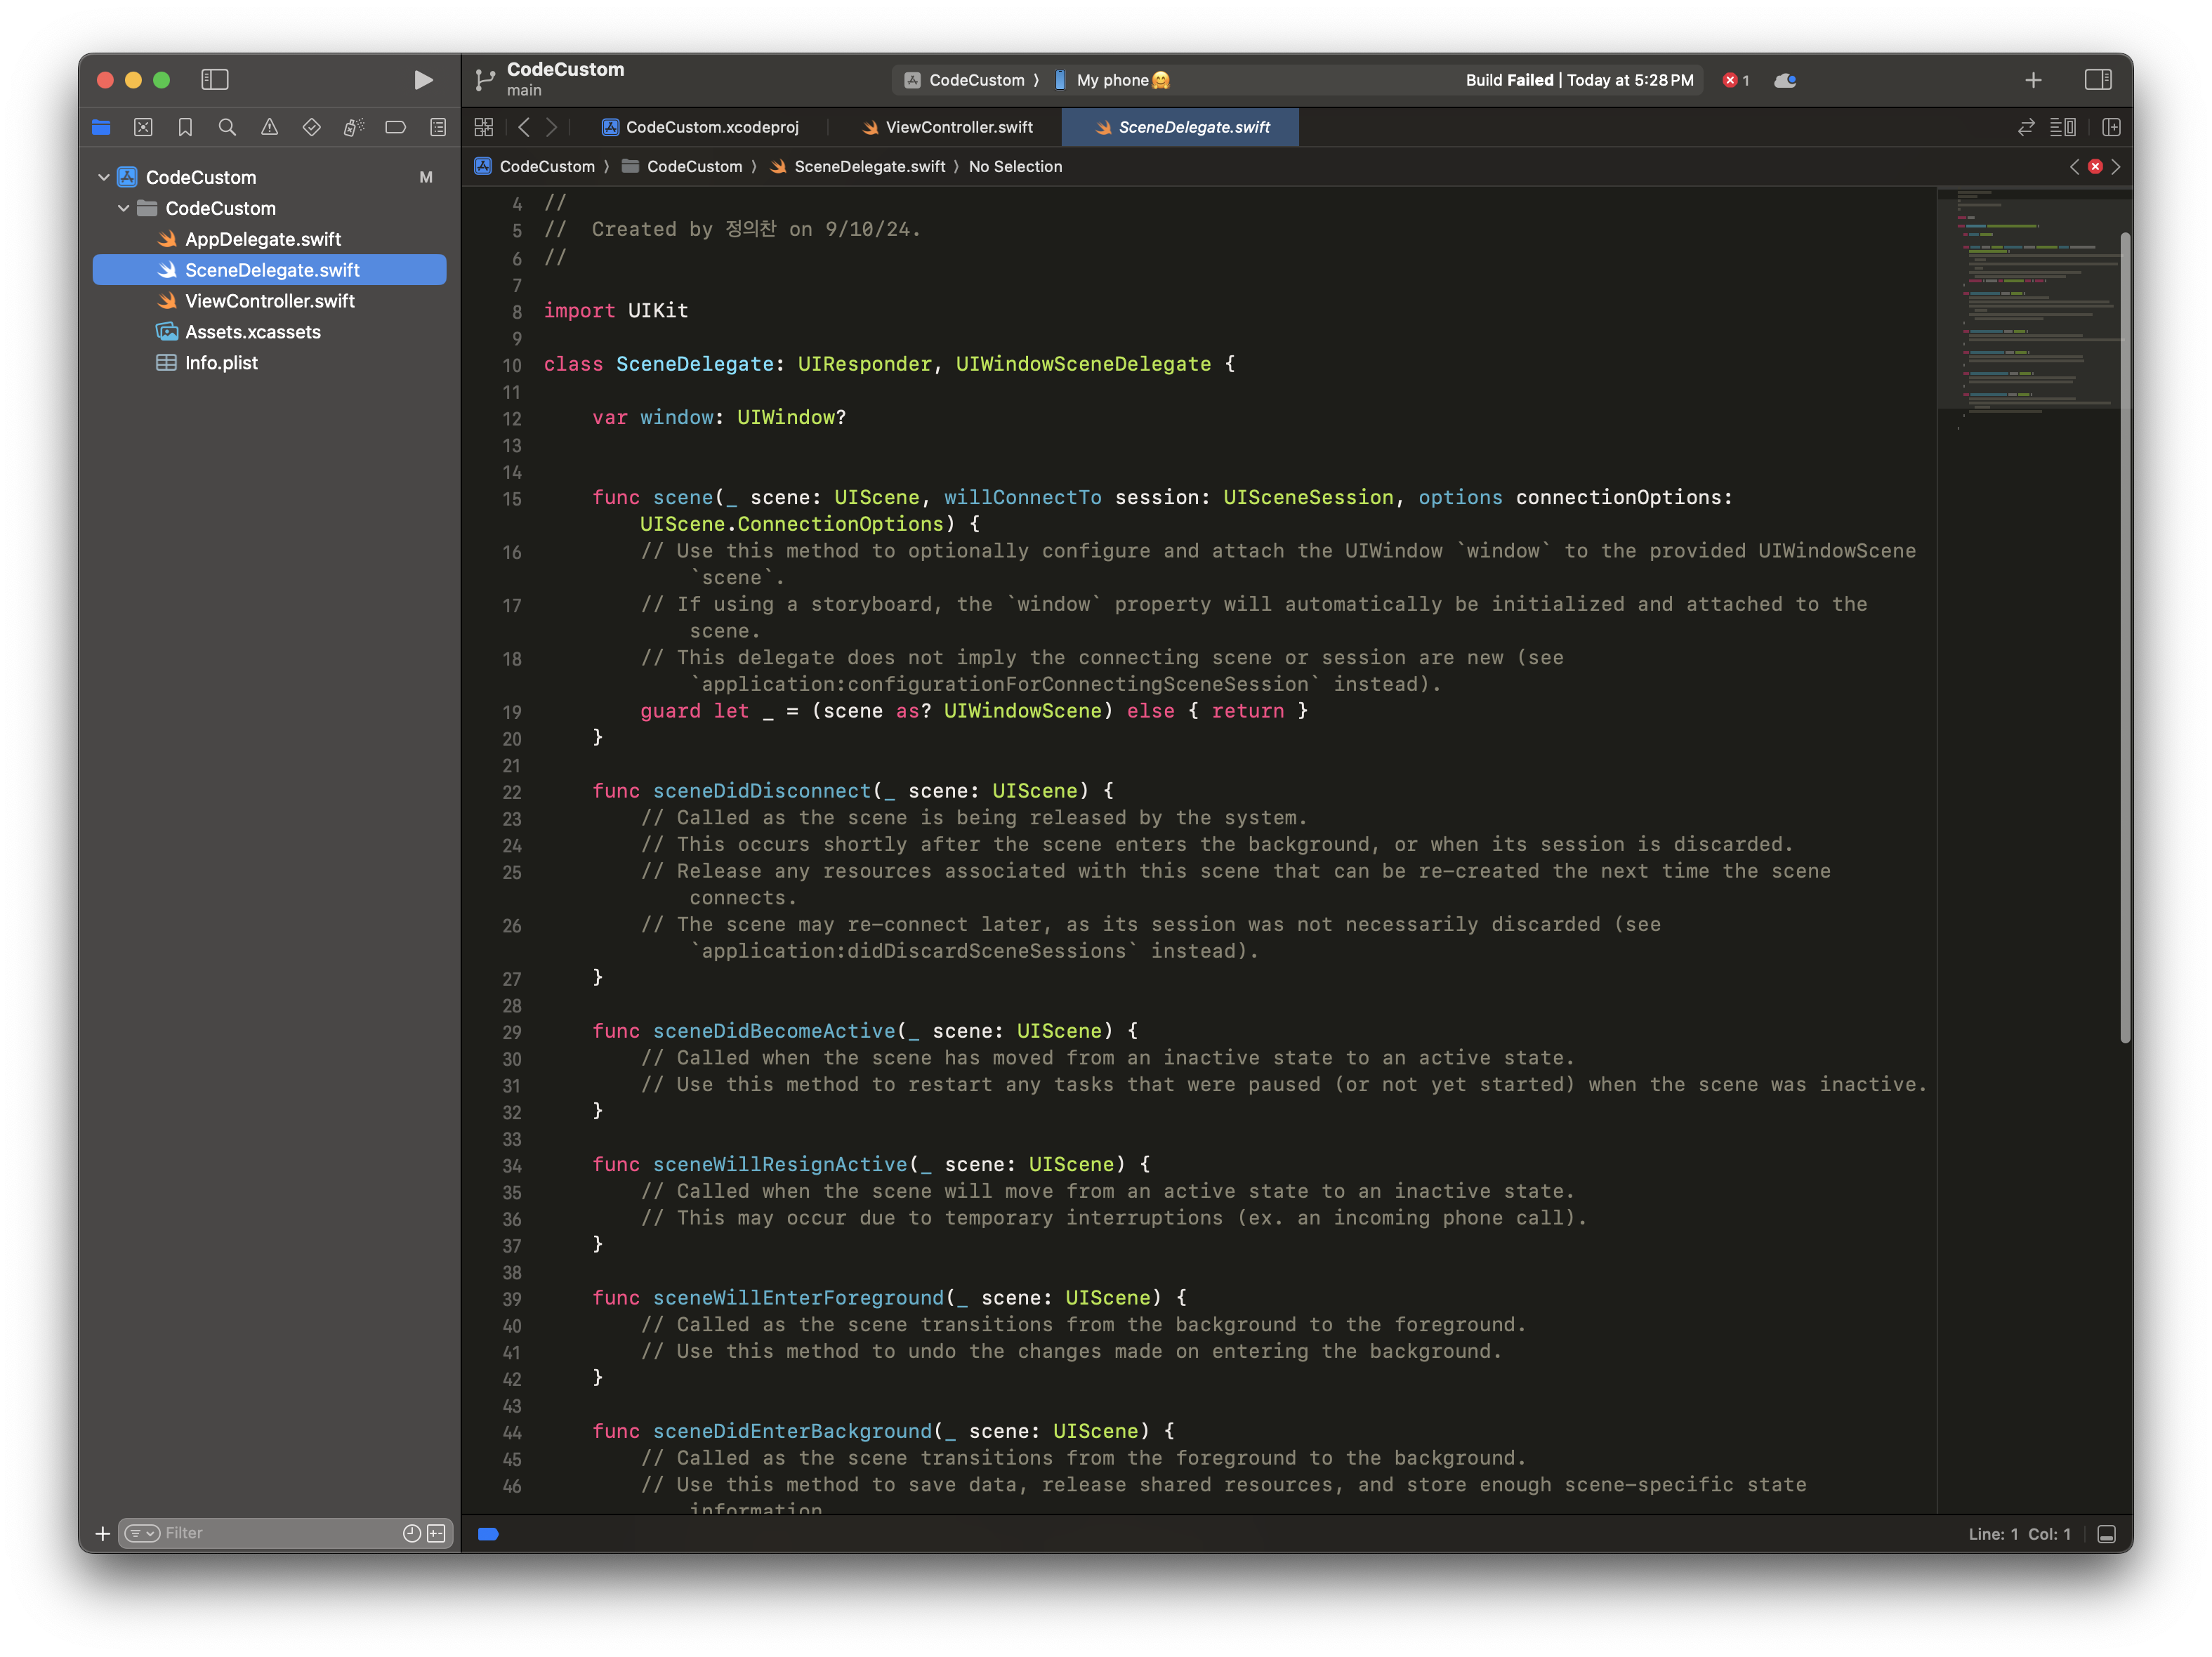 CodeCustom
main
CodeCustom 〉 My phone🤗
Build Failed | Today at 5:28 PM
1
CodeCustom.xcodeproj
ViewController.swift
SceneDelegate.swift
CodeCustom 〉 CodeCustom 〉 SceneDelegate.swift 〉 No Selection
CodeCustom M
CodeCustom
AppDelegate.swift
SceneDelegate.swift
ViewController.swift
Assets.xcassets
Info.plist
4 //
5 //  Created by 정의찬 on 9/10/24.
6 //
7
8 import UIKit
9
10 class SceneDelegate: UIResponder, UIWindowSceneDelegate {
11
12     var window: UIWindow?
13
14
15     func scene(_ scene: UIScene, willConnectTo session: UISceneSession, options connectionOptions:
UIScene.ConnectionOptions) {
16         // Use this method to optionally configure and attach the UIWindow `window` to the provided UIWindowScene
`scene`.
17         // If using a storyboard, the `window` property will automatically be initialized and attached to the
scene.
18         // This delegate does not imply the connecting scene or session are new (see
`application:configurationForConnectingSceneSession` instead).
19         guard let _ = (scene as? UIWindowScene) else { return }
20     }
21
22     func sceneDidDisconnect(_ scene: UIScene) {
23         // Called as the scene is being released by the system.
24         // This occurs shortly after the scene enters the background, or when its session is discarded.
25         // Release any resources associated with this scene that can be re-created the next time the scene
connects.
26         // The scene may re-connect later, as its session was not necessarily discarded (see
`application:didDiscardSceneSessions` instead).
27     }
28
29     func sceneDidBecomeActive(_ scene: UIScene) {
30         // Called when the scene has moved from an inactive state to an active state.
31         // Use this method to restart any tasks that were paused (or not yet started) when the scene was inactive.
32     }
33
34     func sceneWillResignActive(_ scene: UIScene) {
35         // Called when the scene will move from an active state to an inactive state.
36         // This may occur due to temporary interruptions (ex. an incoming phone call).
37     }
38
39     func sceneWillEnterForeground(_ scene: UIScene) {
40         // Called as the scene transitions from the background to the foreground.
41         // Use this method to undo the changes made on entering the background.
42     }
43
44     func sceneDidEnterBackground(_ scene: UIScene) {
45         // Called as the scene transitions from the foreground to the background.
46         // Use this method to save data, release shared resources, and store enough scene-specific state
information
Filter
Line: 1 Col: 1